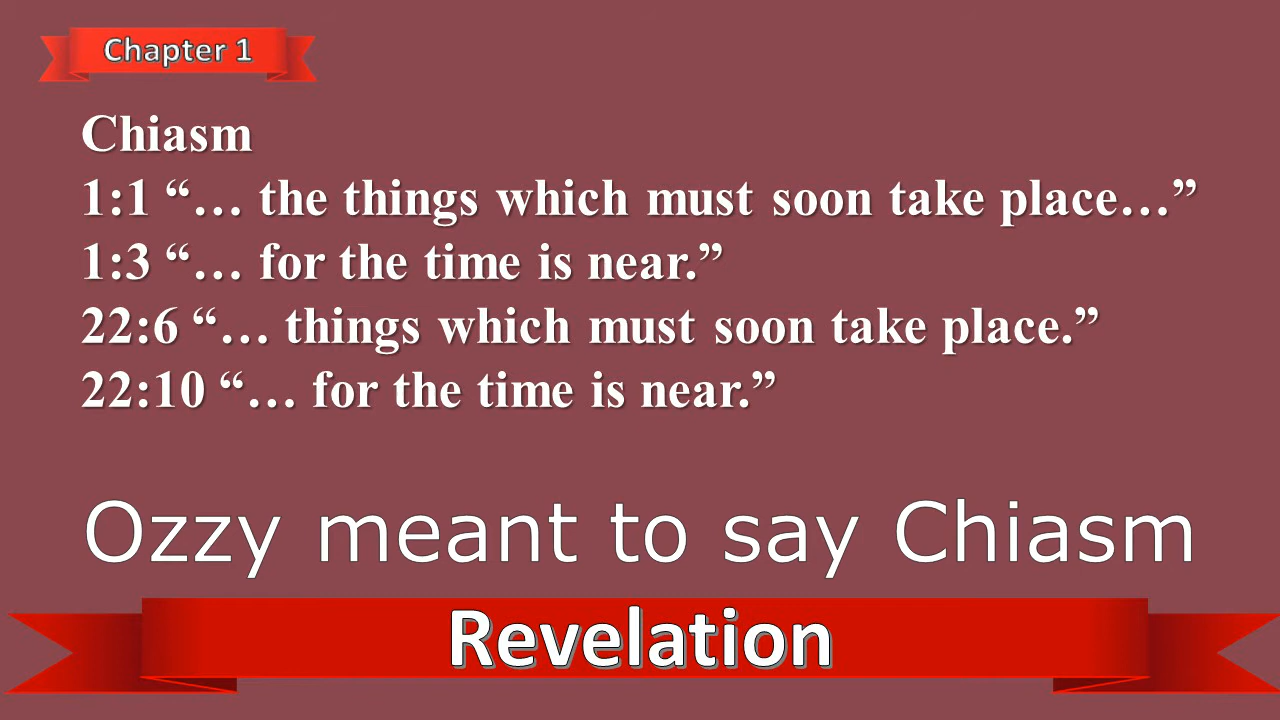 Chapter 1
Chiasm
1:1 “… the things which must soon take place…”
1:3 “… for the time is near.”
22:6 “… things which must soon take place.”
22:10 “… for the time is near.”
Ozzy meant to say Chiasm
Revelation